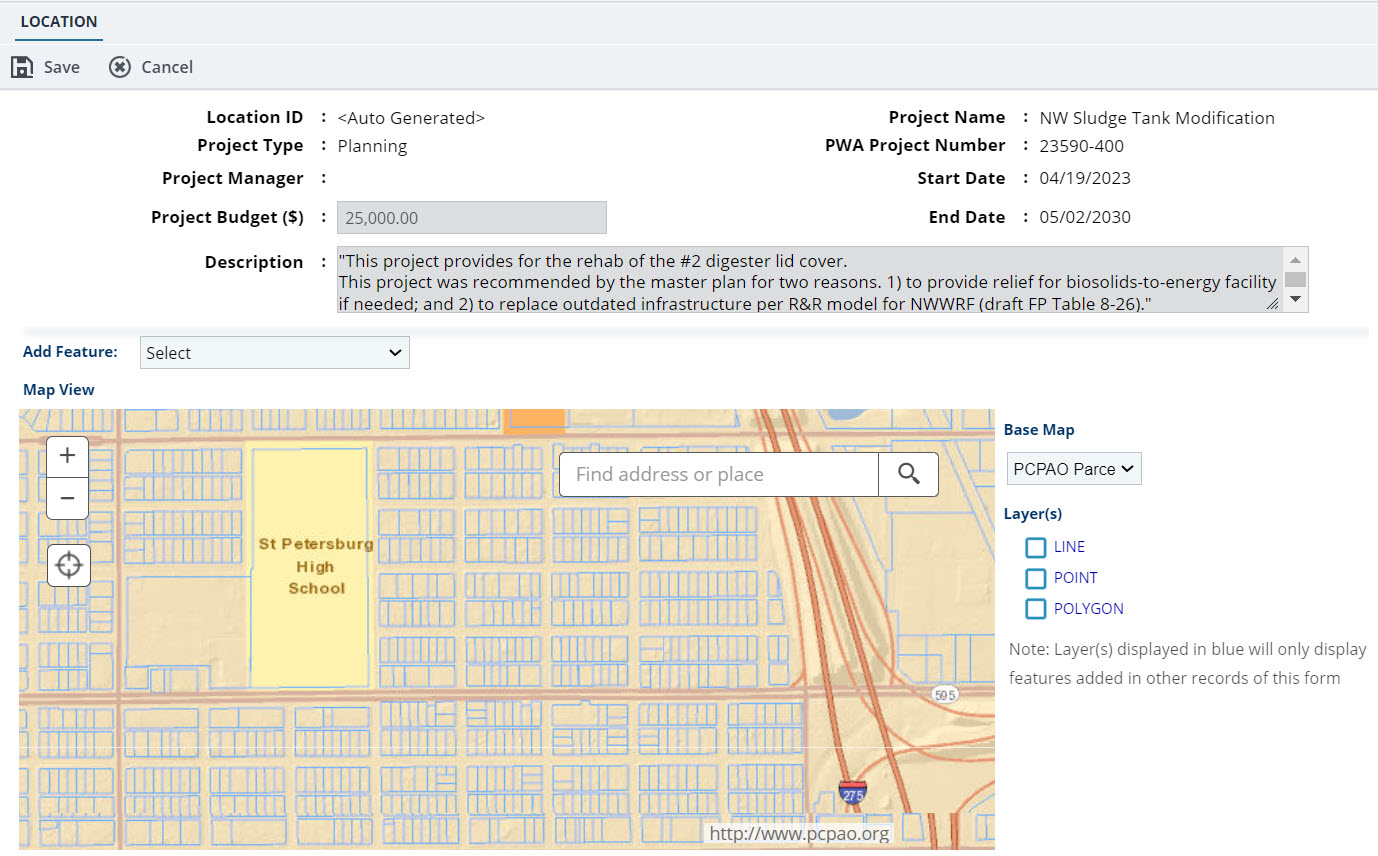 LOCATION
Save Cancel
Location ID : <Auto Generated>
Project Name : NW Sludge Tank Modification
Project Type : Planning
PWA Project Number : 23590-400
Project Manager :
Start Date : 04/19/2023
Project Budget ($) : 25,000.00
End Date : 05/02/2030
Description : "This project provides for the rehab of the #2 digester lid cover.
This project was recommended by the master plan for two reasons. 1) to provide relief for biosolids-to-energy facility
if needed; and 2) to replace outdated infrastructure per R&R model for NWWRF (draft FP Table 8-26)."
Add Feature: Select
Map View
+
−
Find address or place
St Petersburg
High
School
595
275
http://www.pcpao.org
Base Map
PCPAO Parce
Layer(s)
LINE
POINT
POLYGON
Note: Layer(s) displayed in blue will only display
features added in other records of this form